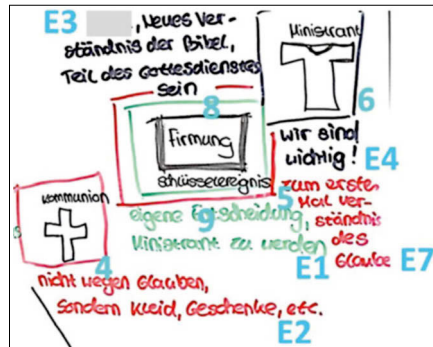 E3 , Neues Ver-
ständnis der Bibel,
Teil des Gottesdienstes
sein
8
Ministrant
6
Firmung
schlüsselereignis
wir sind
wichtig!
E4
5
zum erste
Mal ver-
ständnis
des
Glaube E7
9
eigene Entscheidung,
Ministrant zu werden
E1
Kommunion
4
nicht wegen Glauben,
sondern Kleid, Geschenke, etc.
E2